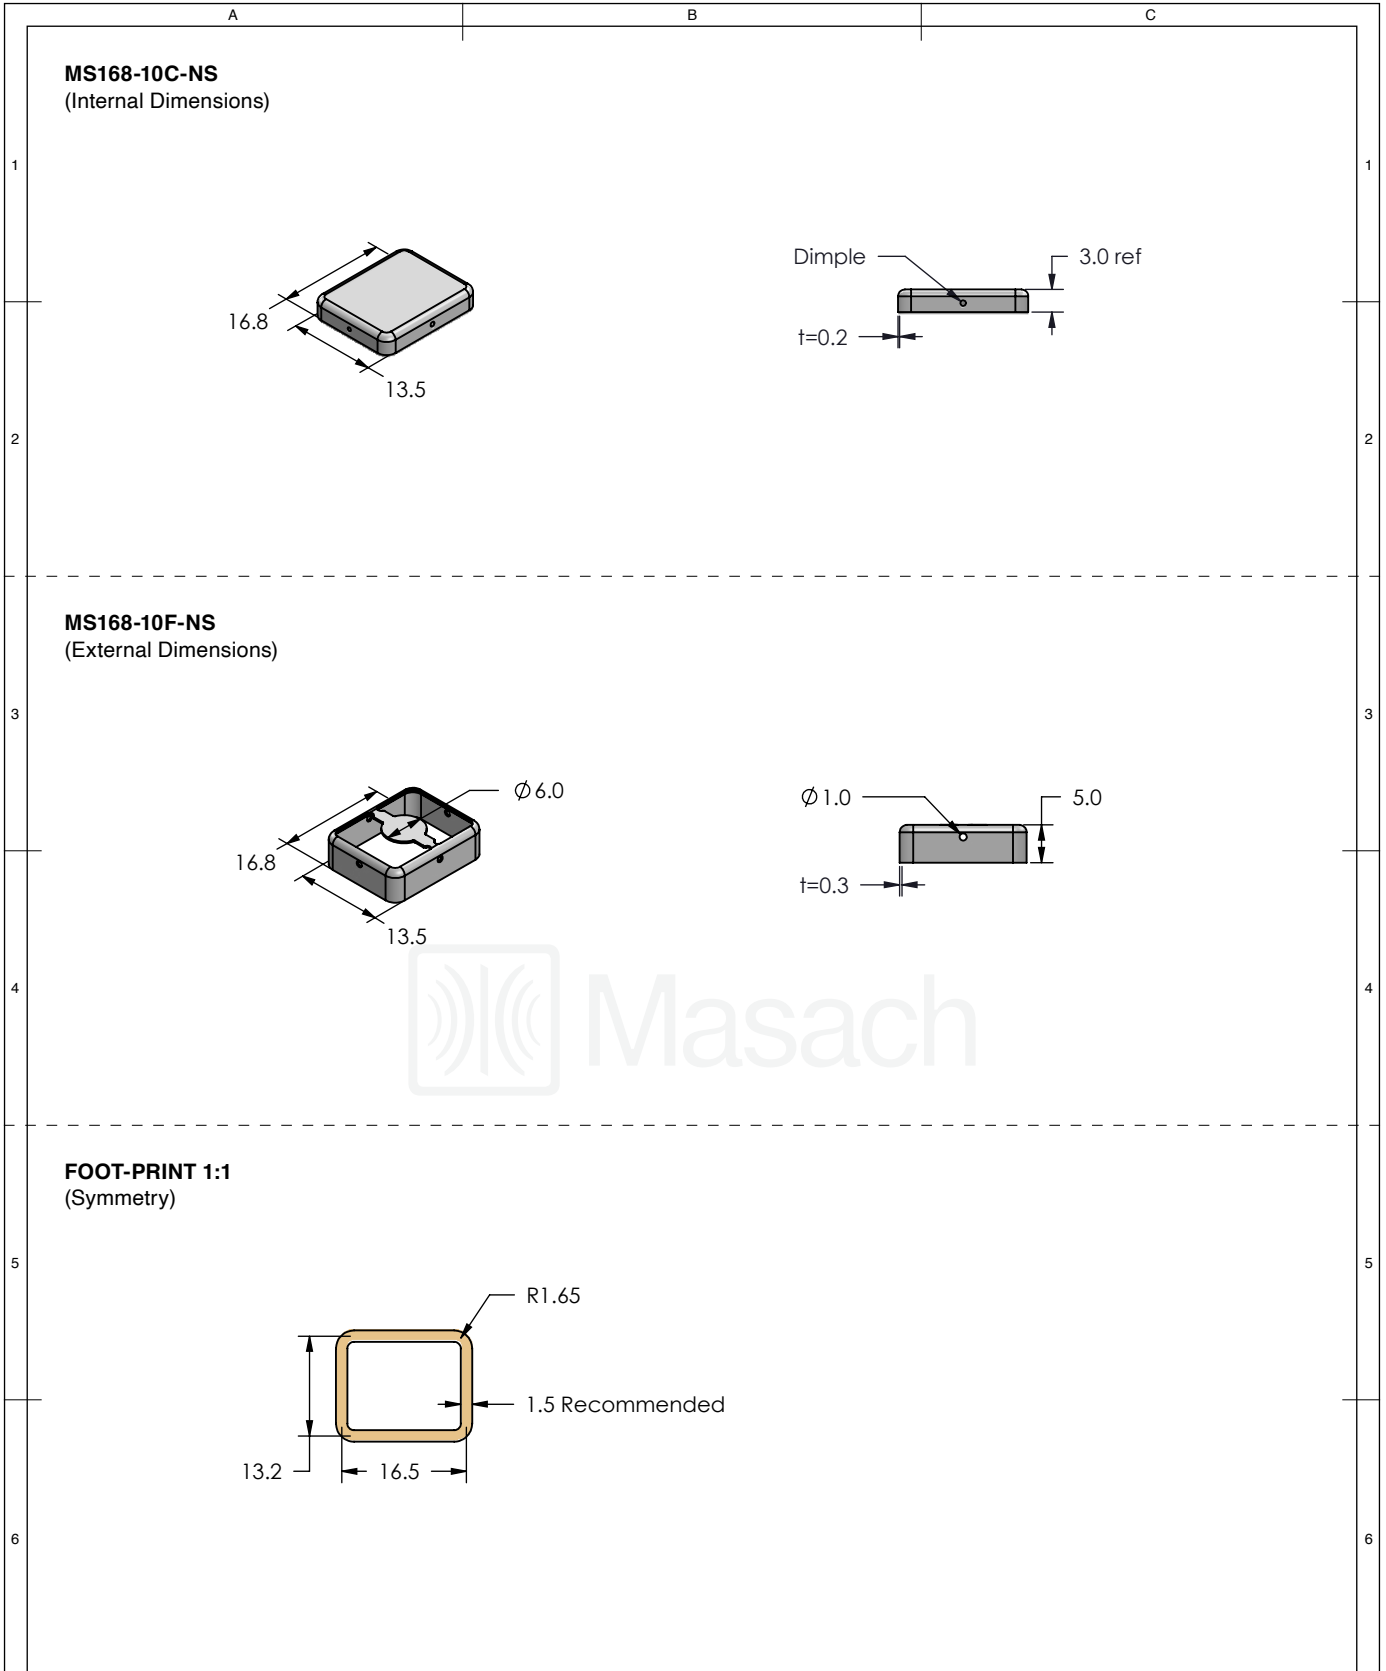 A B C
MS168-10C-NS
(Internal Dimensions)
1 1
Dimple 3.0 ref
16.8
t=0.2
13.5
2 2
MS168-10F-NS
(External Dimensions)
3 3
Ø6.0 Ø1.0 5.0
16.8
t=0.3
13.5
Masach
4 4
FOOT-PRINT 1:1
(Symmetry)
5 5
R1.65
1.5 Recommended
13.2 16.5
6 6